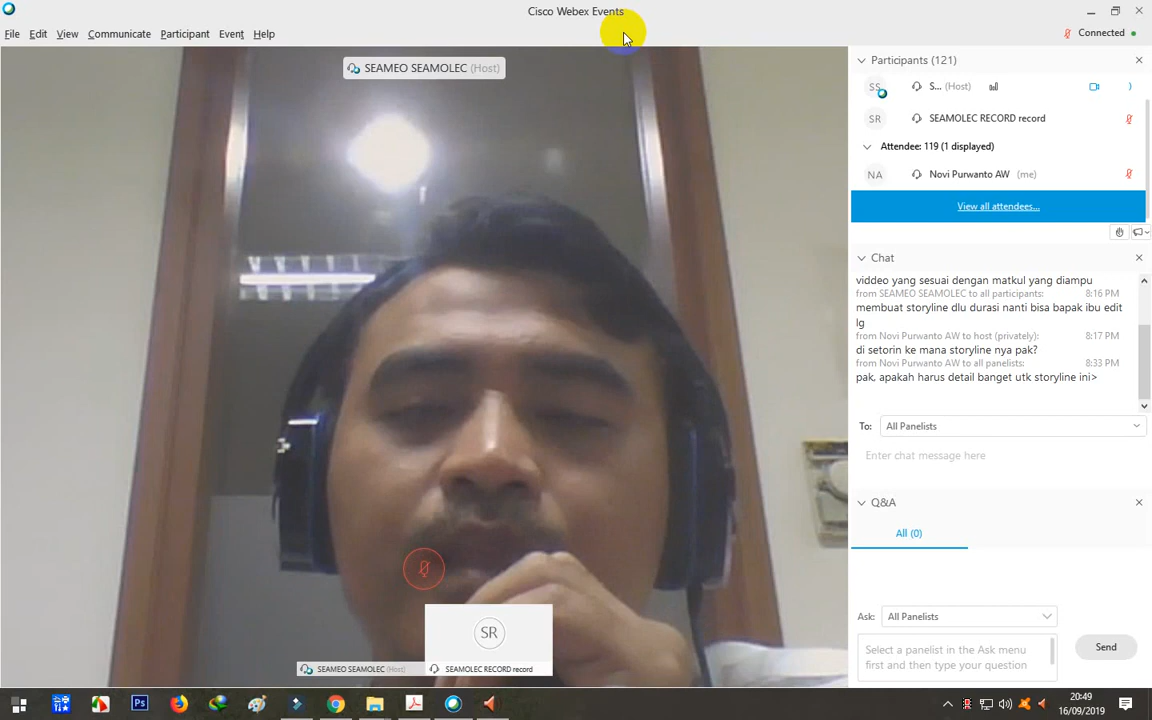 Cisco Webex Events
File Edit View Communicate Participant Event Help
Connected
SEAMEO SEAMOLEC (Host)
Participants (121)
SS
S... (Host)
SR
SEAMOLEC RECORD record
Attendee: 119 (1 displayed)
NA
Novi Purwanto AW (me)
View all attendees...
Chat
viddeo yang sesuai dengan matkul yang diampu
from SEAMEO SEAMOLEC to all participants: 8:16 PM
membuat storyline dlu durasi nanti bisa bapak ibu edit
lg
from Novi Purwanto AW to host (privately): 8:17 PM
di setorin ke mana storyline nya pak?
from Novi Purwanto AW to all panelists: 8:33 PM
pak, apakah harus detail banget utk storyline ini>
To: All Panelists
Enter chat message here
Q&A
All (0)
Ask: All Panelists
Select a panelist in the Ask menu
first and then type your question
Send
SR
SEAMEO SEAMOLEC (Host)
SEAMOLEC RECORD record
Ps
20:49
16/09/2019